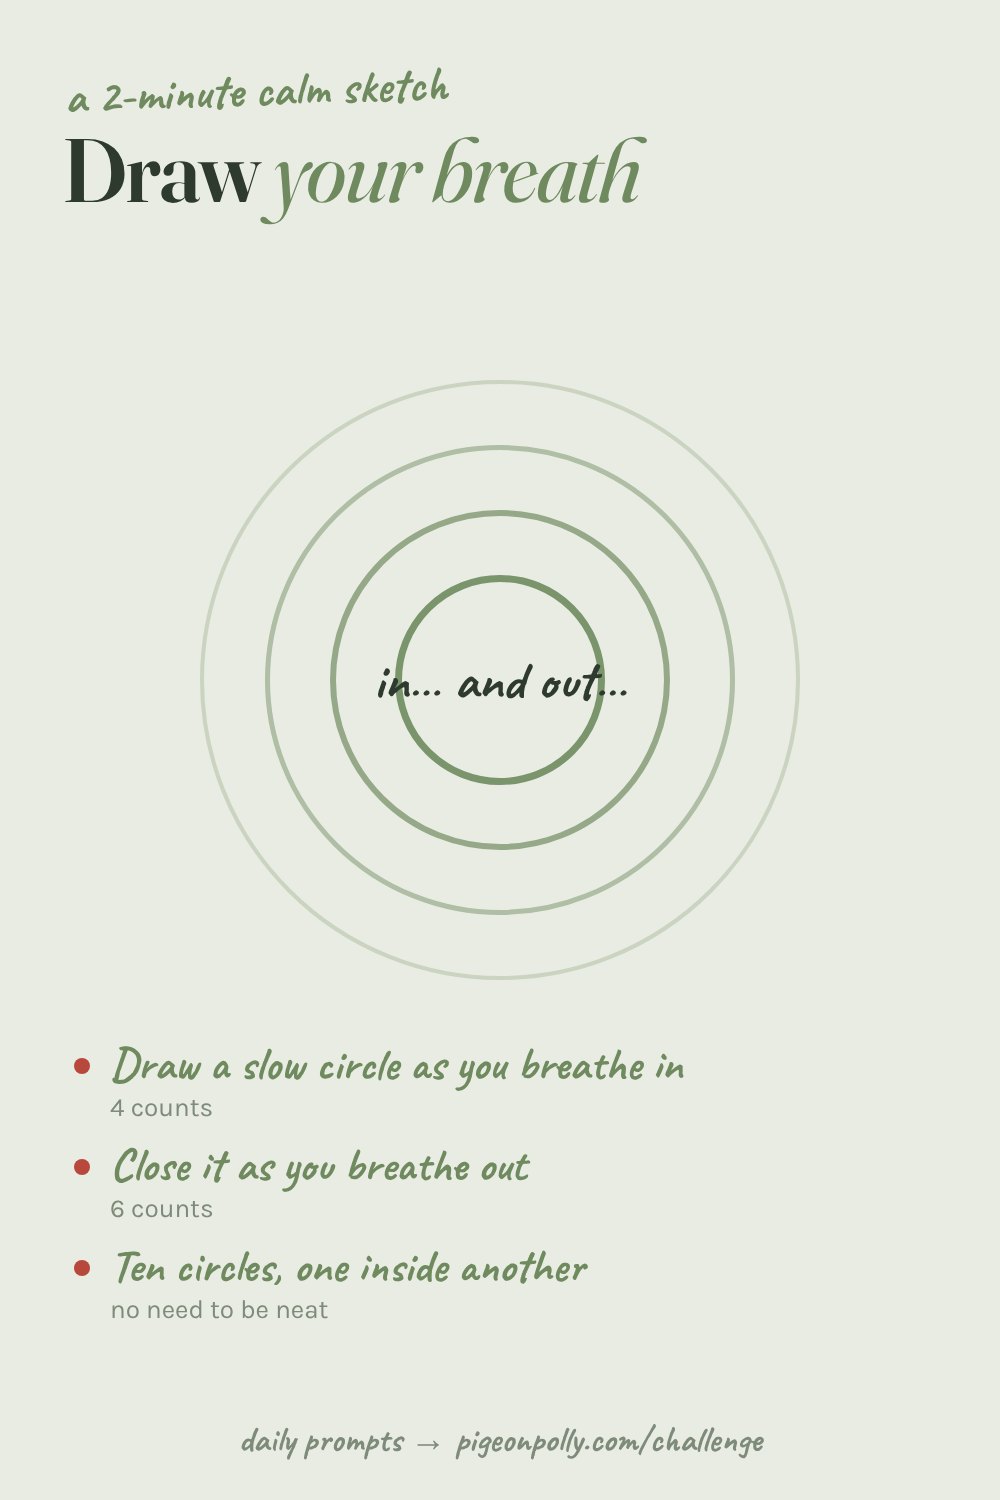 a 2-minute calm sketch
Draw your breath
in... and out...
Draw a slow circle as you breathe in
4 counts
Close it as you breathe out
6 counts
Ten circles, one inside another
no need to be neat
daily prompts → pigeonpolly.com/challenge